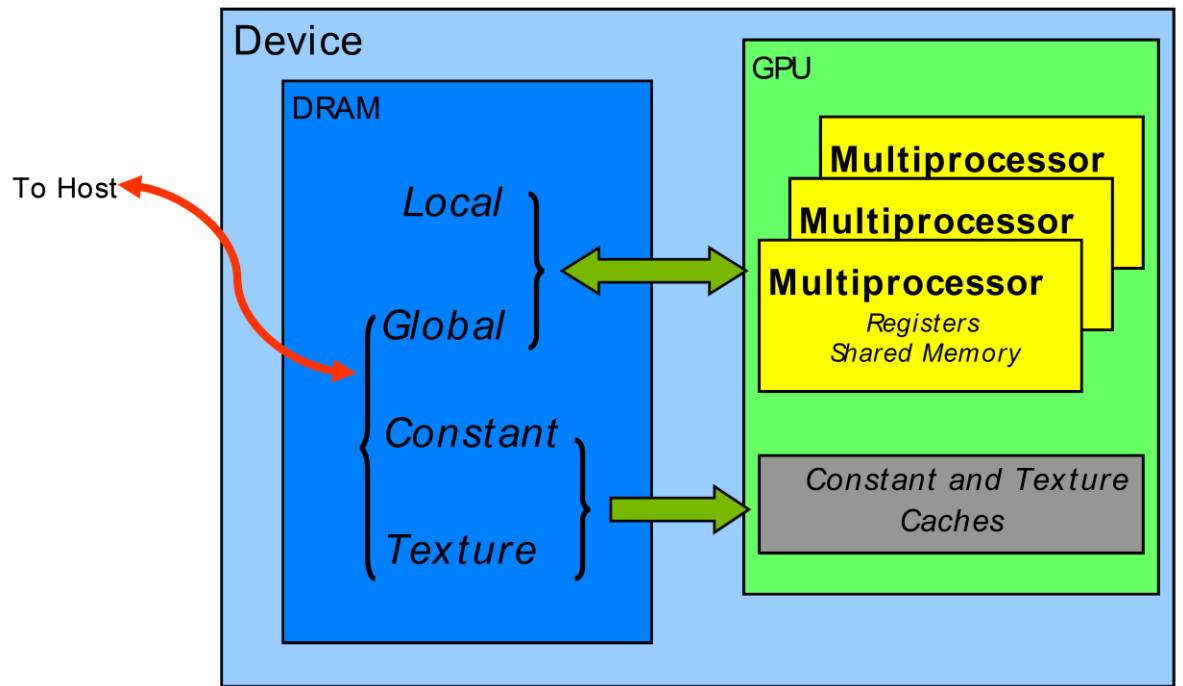 Device
GPU
DRAM
Multiprocessor
To Host
Local
Multiprocessor
Multiprocessor
Global
Registers
Shared Memory
Constant
Constant and Texture
Caches
Texture